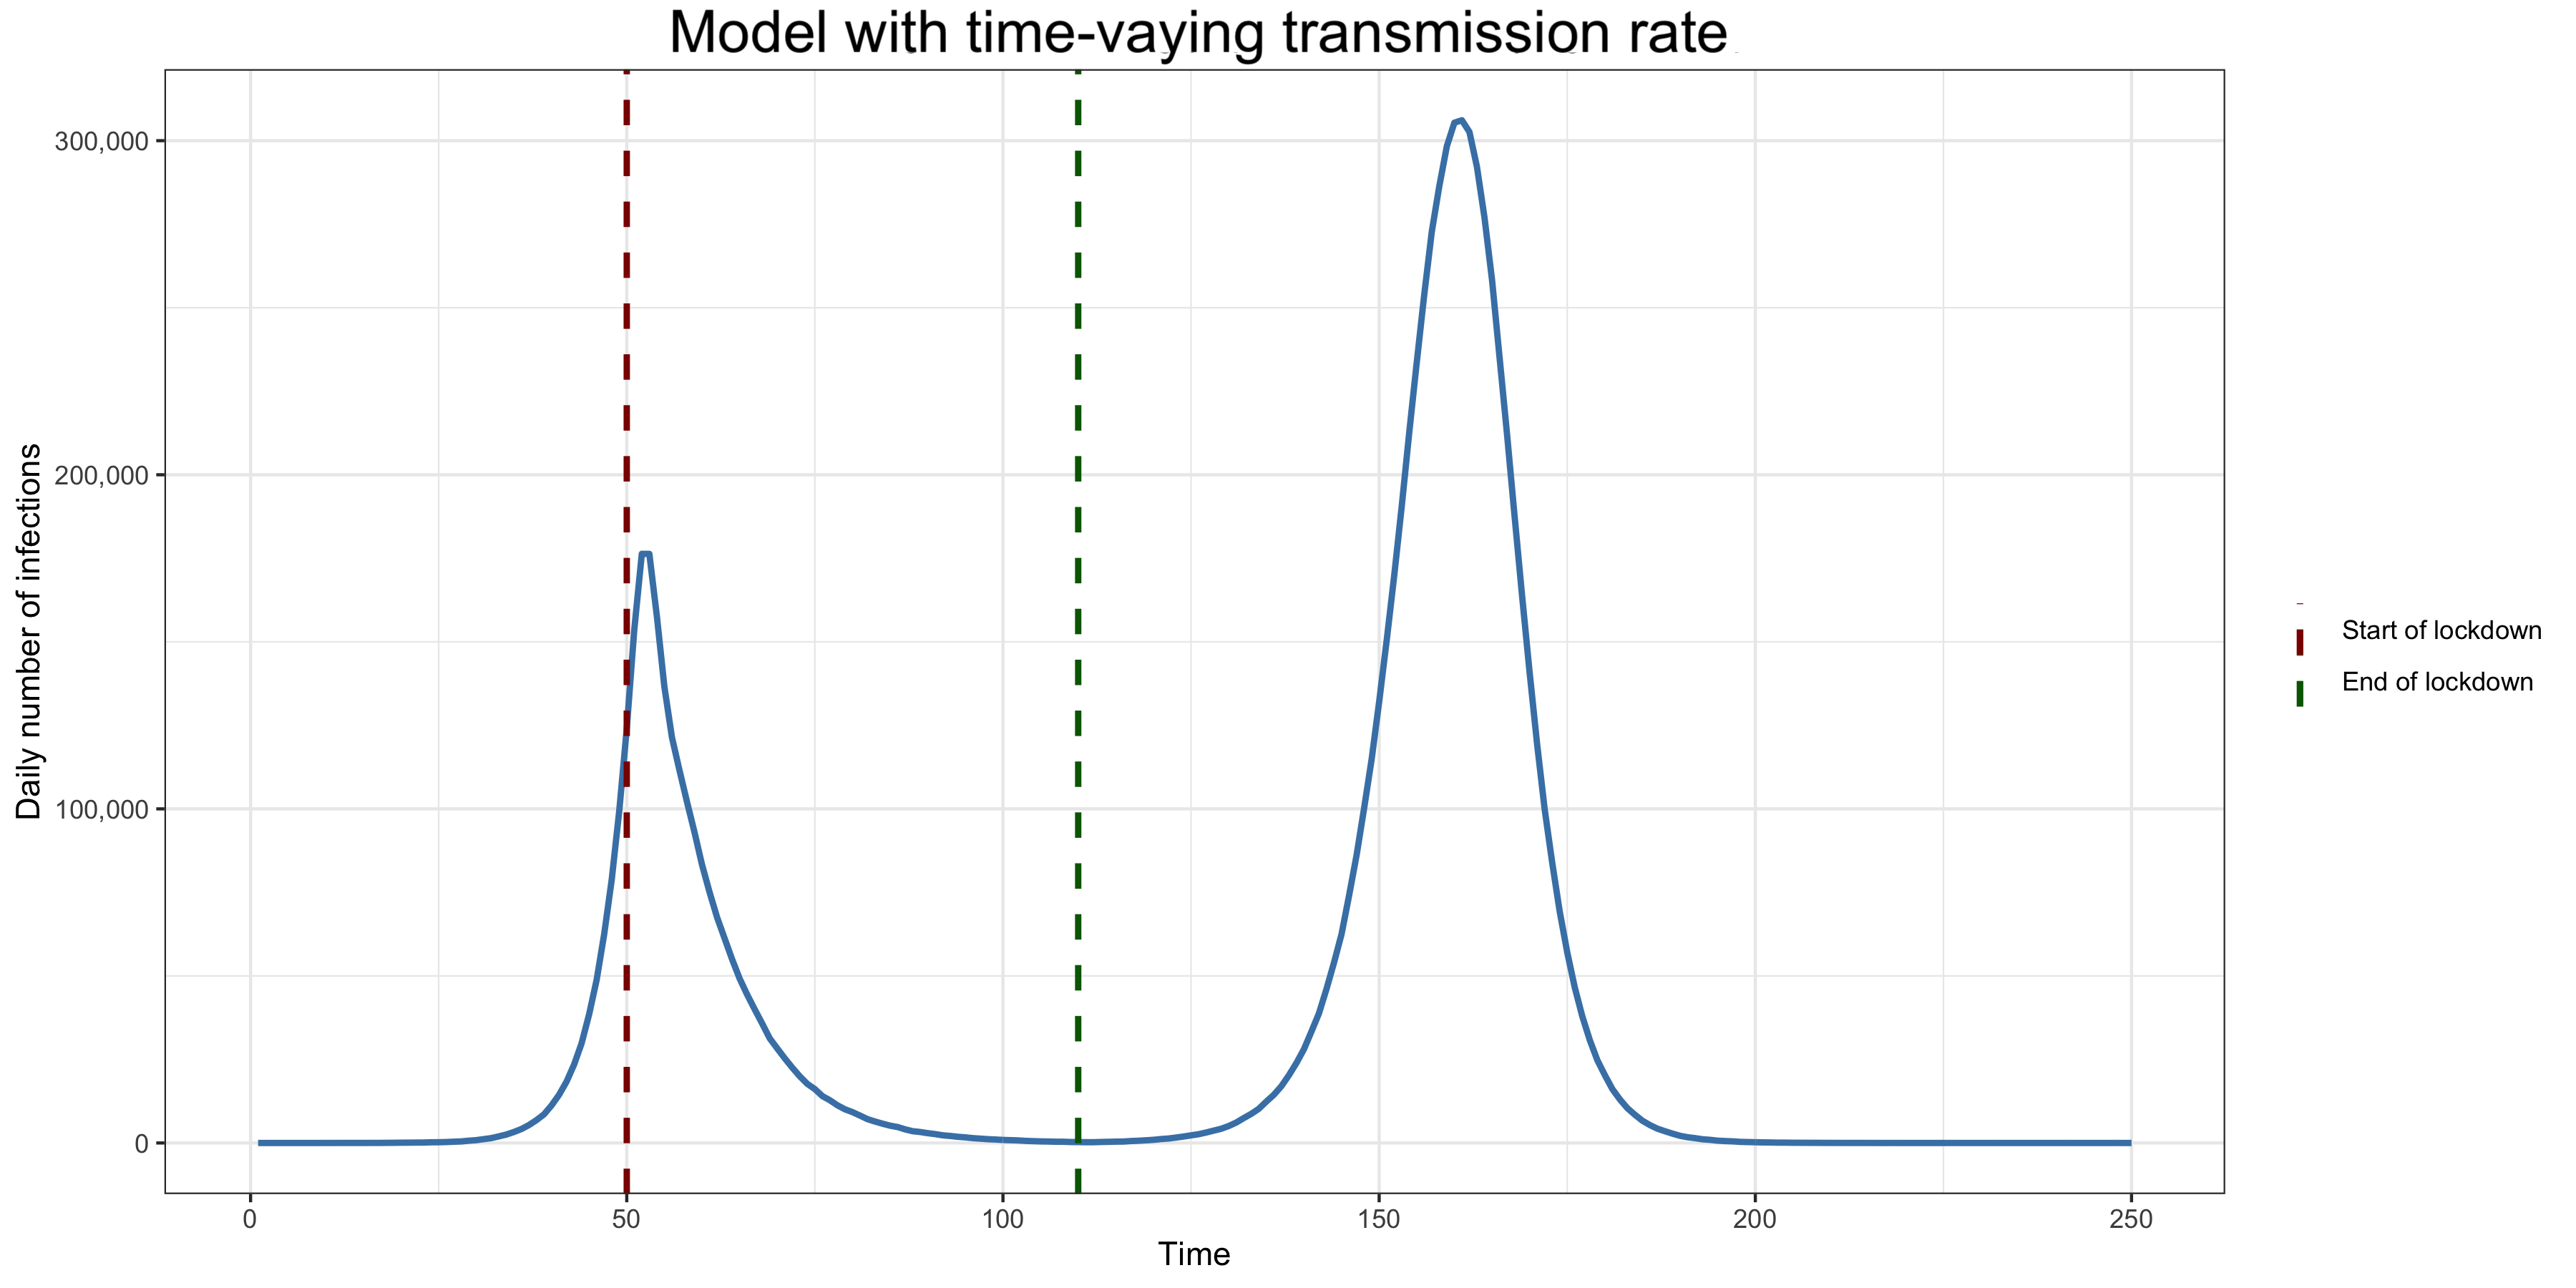 Model with time-vaying transmission rate
Daily number of infections
300,000
200,000
100,000
0
0 50 100 150 200 250
Time
Start of lockdown
End of lockdown